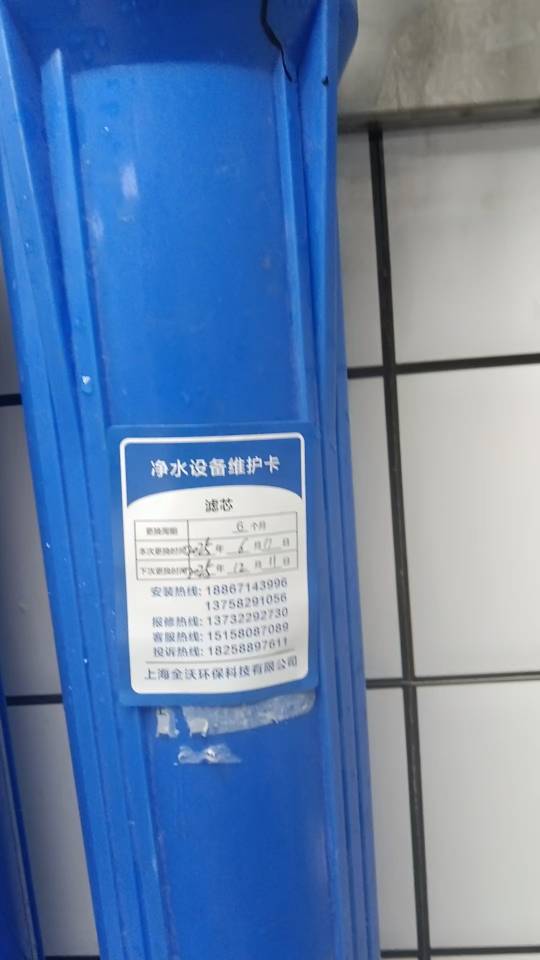 净水设备维护卡
滤芯
更换周期 6 个月
本次更换时间 2025 年 6 月 17 日
下次更换时间 2025 年 12 月 11 日
安装热线: 18867143996
13758291056
报修热线: 13732292730
客服热线: 15158087089
投诉热线: 18258897611
上海全沃环保科技有限公司